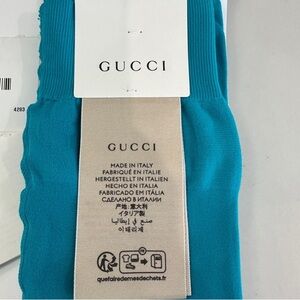 GUCCI
4203
GUCCI
MADE IN ITALY
FABRIQUÉ EN ITALIE
HERGESTELLT IN ITALIEN
HECHO EN ITALIA
FABRICADO EM ITÁLIA
СДЕЛАНО В ИТАЛИИ
产地: 意大利
イタリア製
صنع في إيطاليا
이태리제
quefairedemesdechets.fr